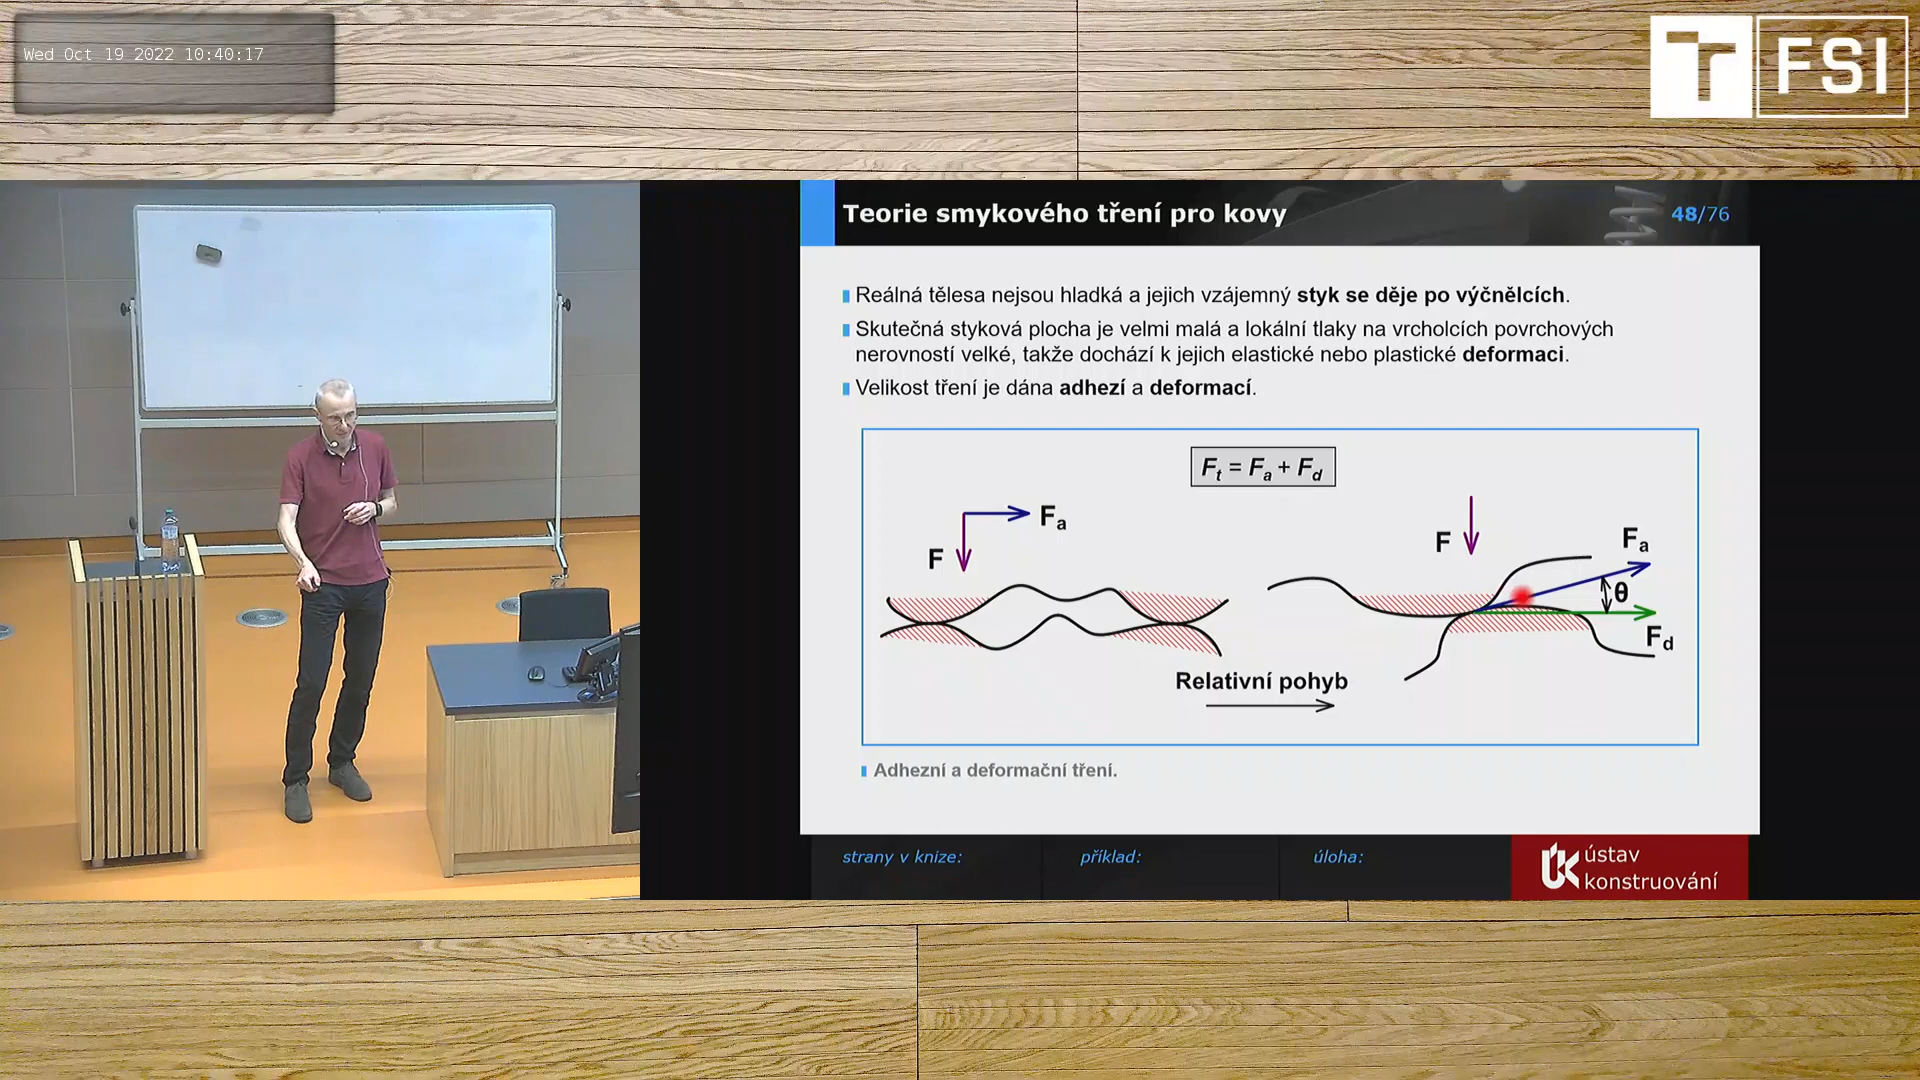 Wed Oct 19 2022 10:40:17
T FSI
Teorie smykového tření pro kovy
48/76
Reálná tělesa nejsou hladká a jejich vzájemný styk se děje po výčnělcích.
Skutečná styková plocha je velmi malá a lokální tlaky na vrcholcích povrchových
nerovností velké, takže dochází k jejich elastické nebo plastické deformaci.
Velikost tření je dána adhezí a deformací.
Ft = Fa + Fd
Fa
F
F
Fa
θ
Fd
Relativní pohyb
Adhezní a deformační tření.
strany v knize:
příklad:
úloha:
ÚK ústav
konstruování